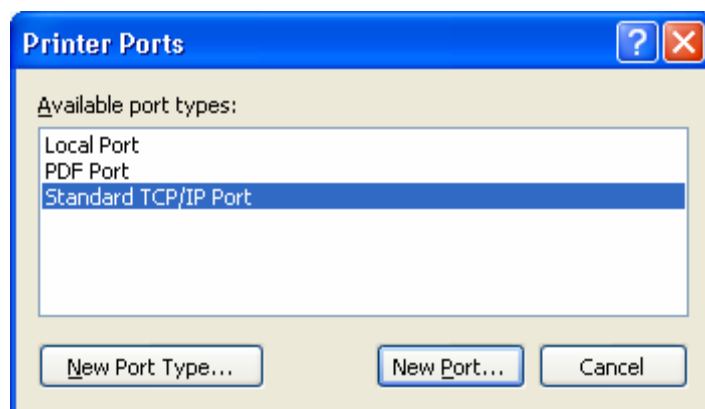 Printer Ports
Available port types:
Local Port
PDF Port
Standard TCP/IP Port
New Port Type... New Port... Cancel